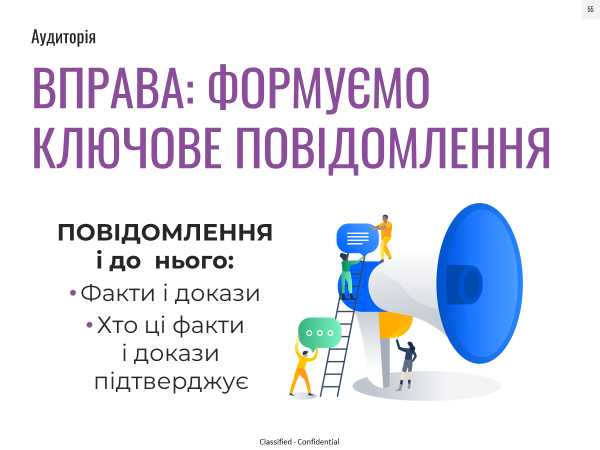 55
Аудиторія
ВПРАВА: ФОРМУЄМО
КЛЮЧОВЕ ПОВІДОМЛЕННЯ
ПОВІДОМЛЕННЯ
і до нього:
•Факти і докази
•Хто ці факти
і докази
підтверджує
Classified - Confidential